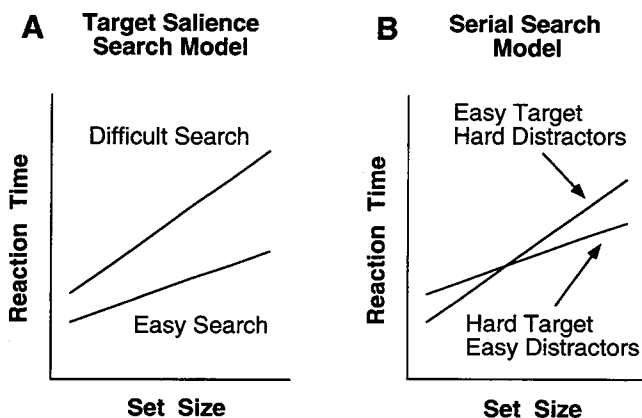 A
Target Salience
Search Model
Reaction Time
Difficult Search
Easy Search
Set Size
B
Serial Search
Model
Reaction Time
Easy Target
Hard Distractors
Hard Target
Easy Distractors
Set Size